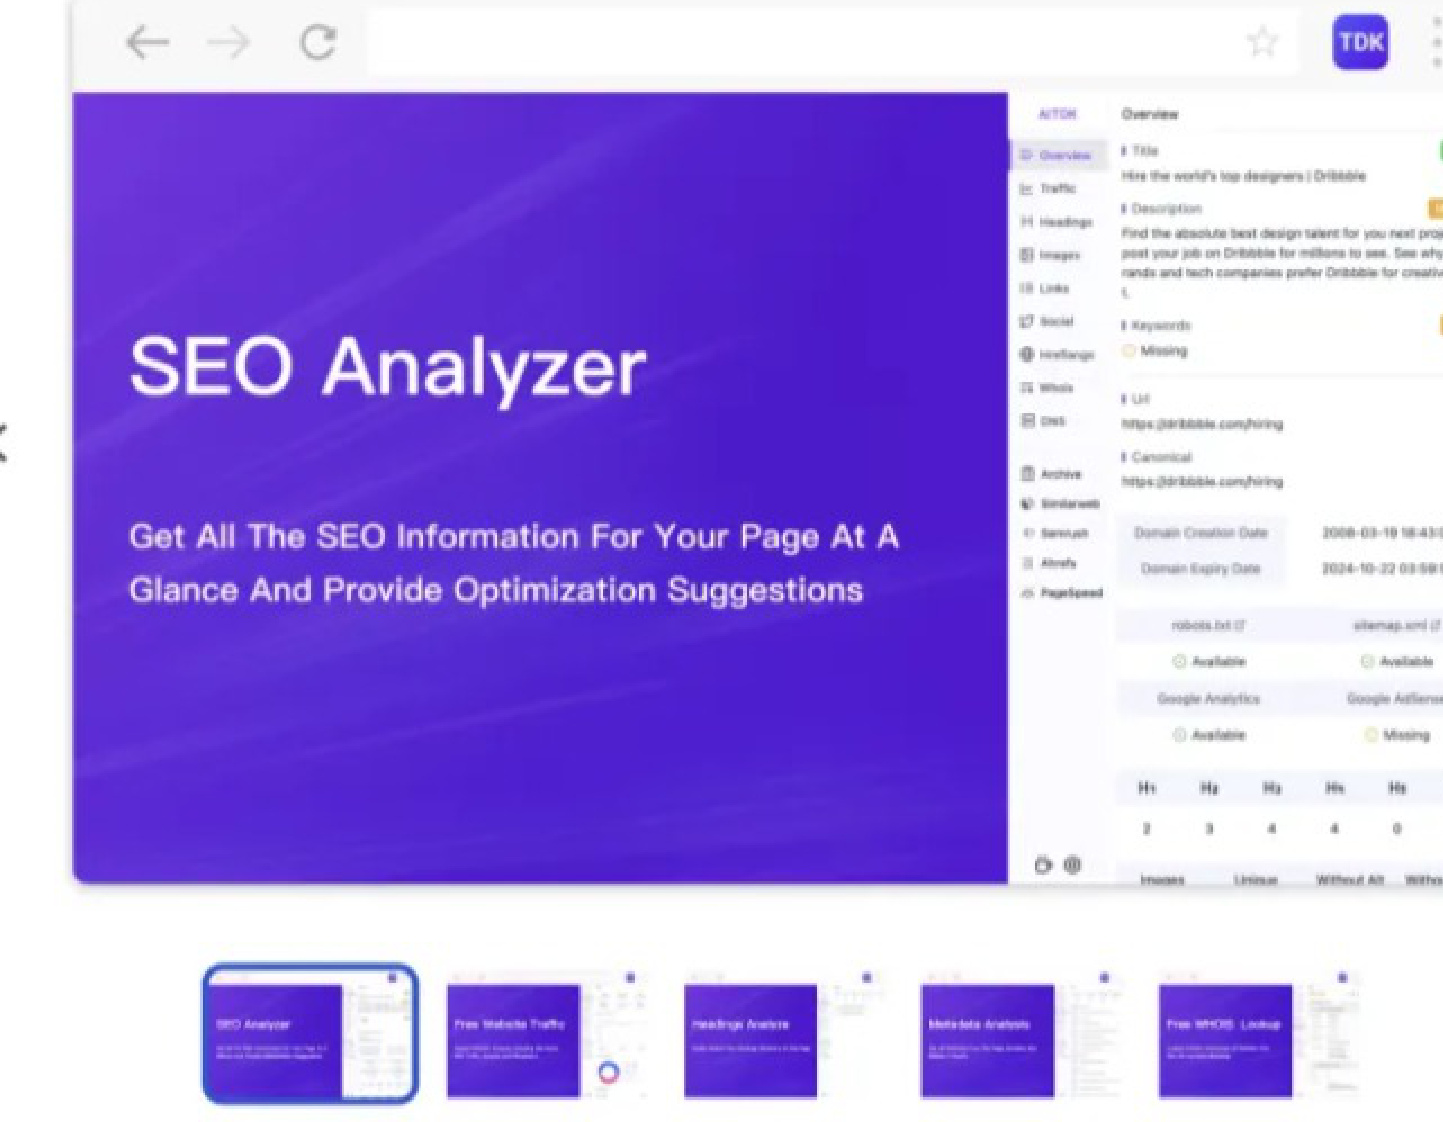 TDK
SEO Analyzer
Get All The SEO Information For Your Page At A
Glance And Provide Optimization Suggestions
AITDK
Overview
Traffic
Headings
Images
Links
Social
Hreflangs
Whois
DNS
Archive
Similarweb
Semrush
Ahrefs
PageSpeed
Overview
Title
Hire the world's top designers | Dribbble
Description
Find the absolute best design talent for you next proj
post your job on Dribbble for millions to see. See why
rands and tech companies prefer Dribbble for creativ
t.
Keywords
Missing
Url
https://dribbble.com/hiring
Canonical
https://dribbble.com/hiring
Domain Creation Date 2008-03-19 18:43:
Domain Expiry Date 2024-10-22 03:59:
robots.txt sitemap.xml
Available Available
Google Analytics Google AdSense
Available Missing
H1 H2 H3 H4 H5
2 3 4 4 0
Images Unique Without Alt Witho
SEO Analyzer
Free Website Traffic
Headings Analyze
Metadata Analysis
Free WHOIS Lookup